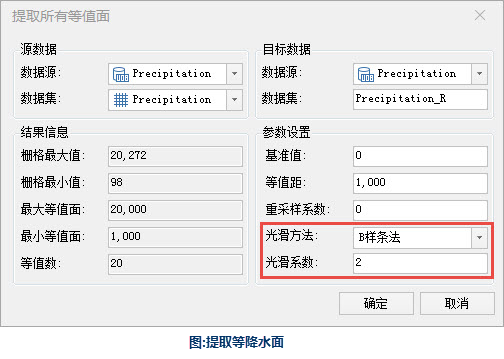 提取所有等值面
源数据
数据源: Precipitation
数据集: Precipitation
目标数据
数据源: Precipitation
数据集: Precipitation_R
结果信息
栅格最大值: 20,272
栅格最小值: 98
最大等值面: 20,000
最小等值面: 1,000
等值数: 20
参数设置
基准值: 0
等值距: 1,000
重采样系数: 0
光滑方法: B样条法
光滑系数: 2
确定 取消
图:提取等降水面